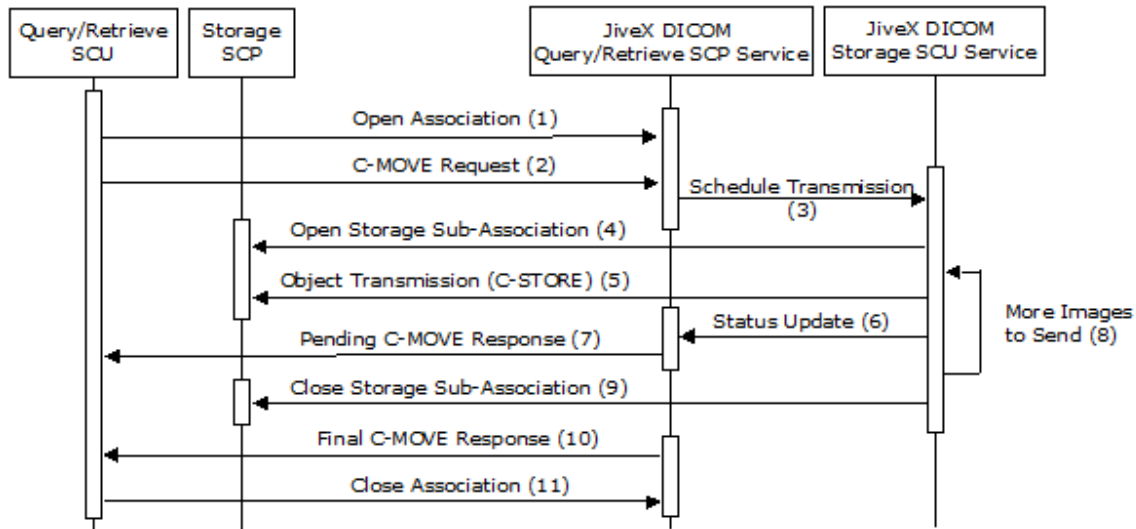 Query/Retrieve
SCU
Storage
SCP
JiveX DICOM
Query/Retrieve SCP Service
JiveX DICOM
Storage SCU Service
Open Association (1)
C-MOVE Request (2)
Schedule Transmission
(3)
Open Storage Sub-Association (4)
Object Transmission (C-STORE) (5)
Status Update (6)
More Images
to Send (8)
Pending C-MOVE Response (7)
Close Storage Sub-Association (9)
Final C-MOVE Response (10)
Close Association (11)